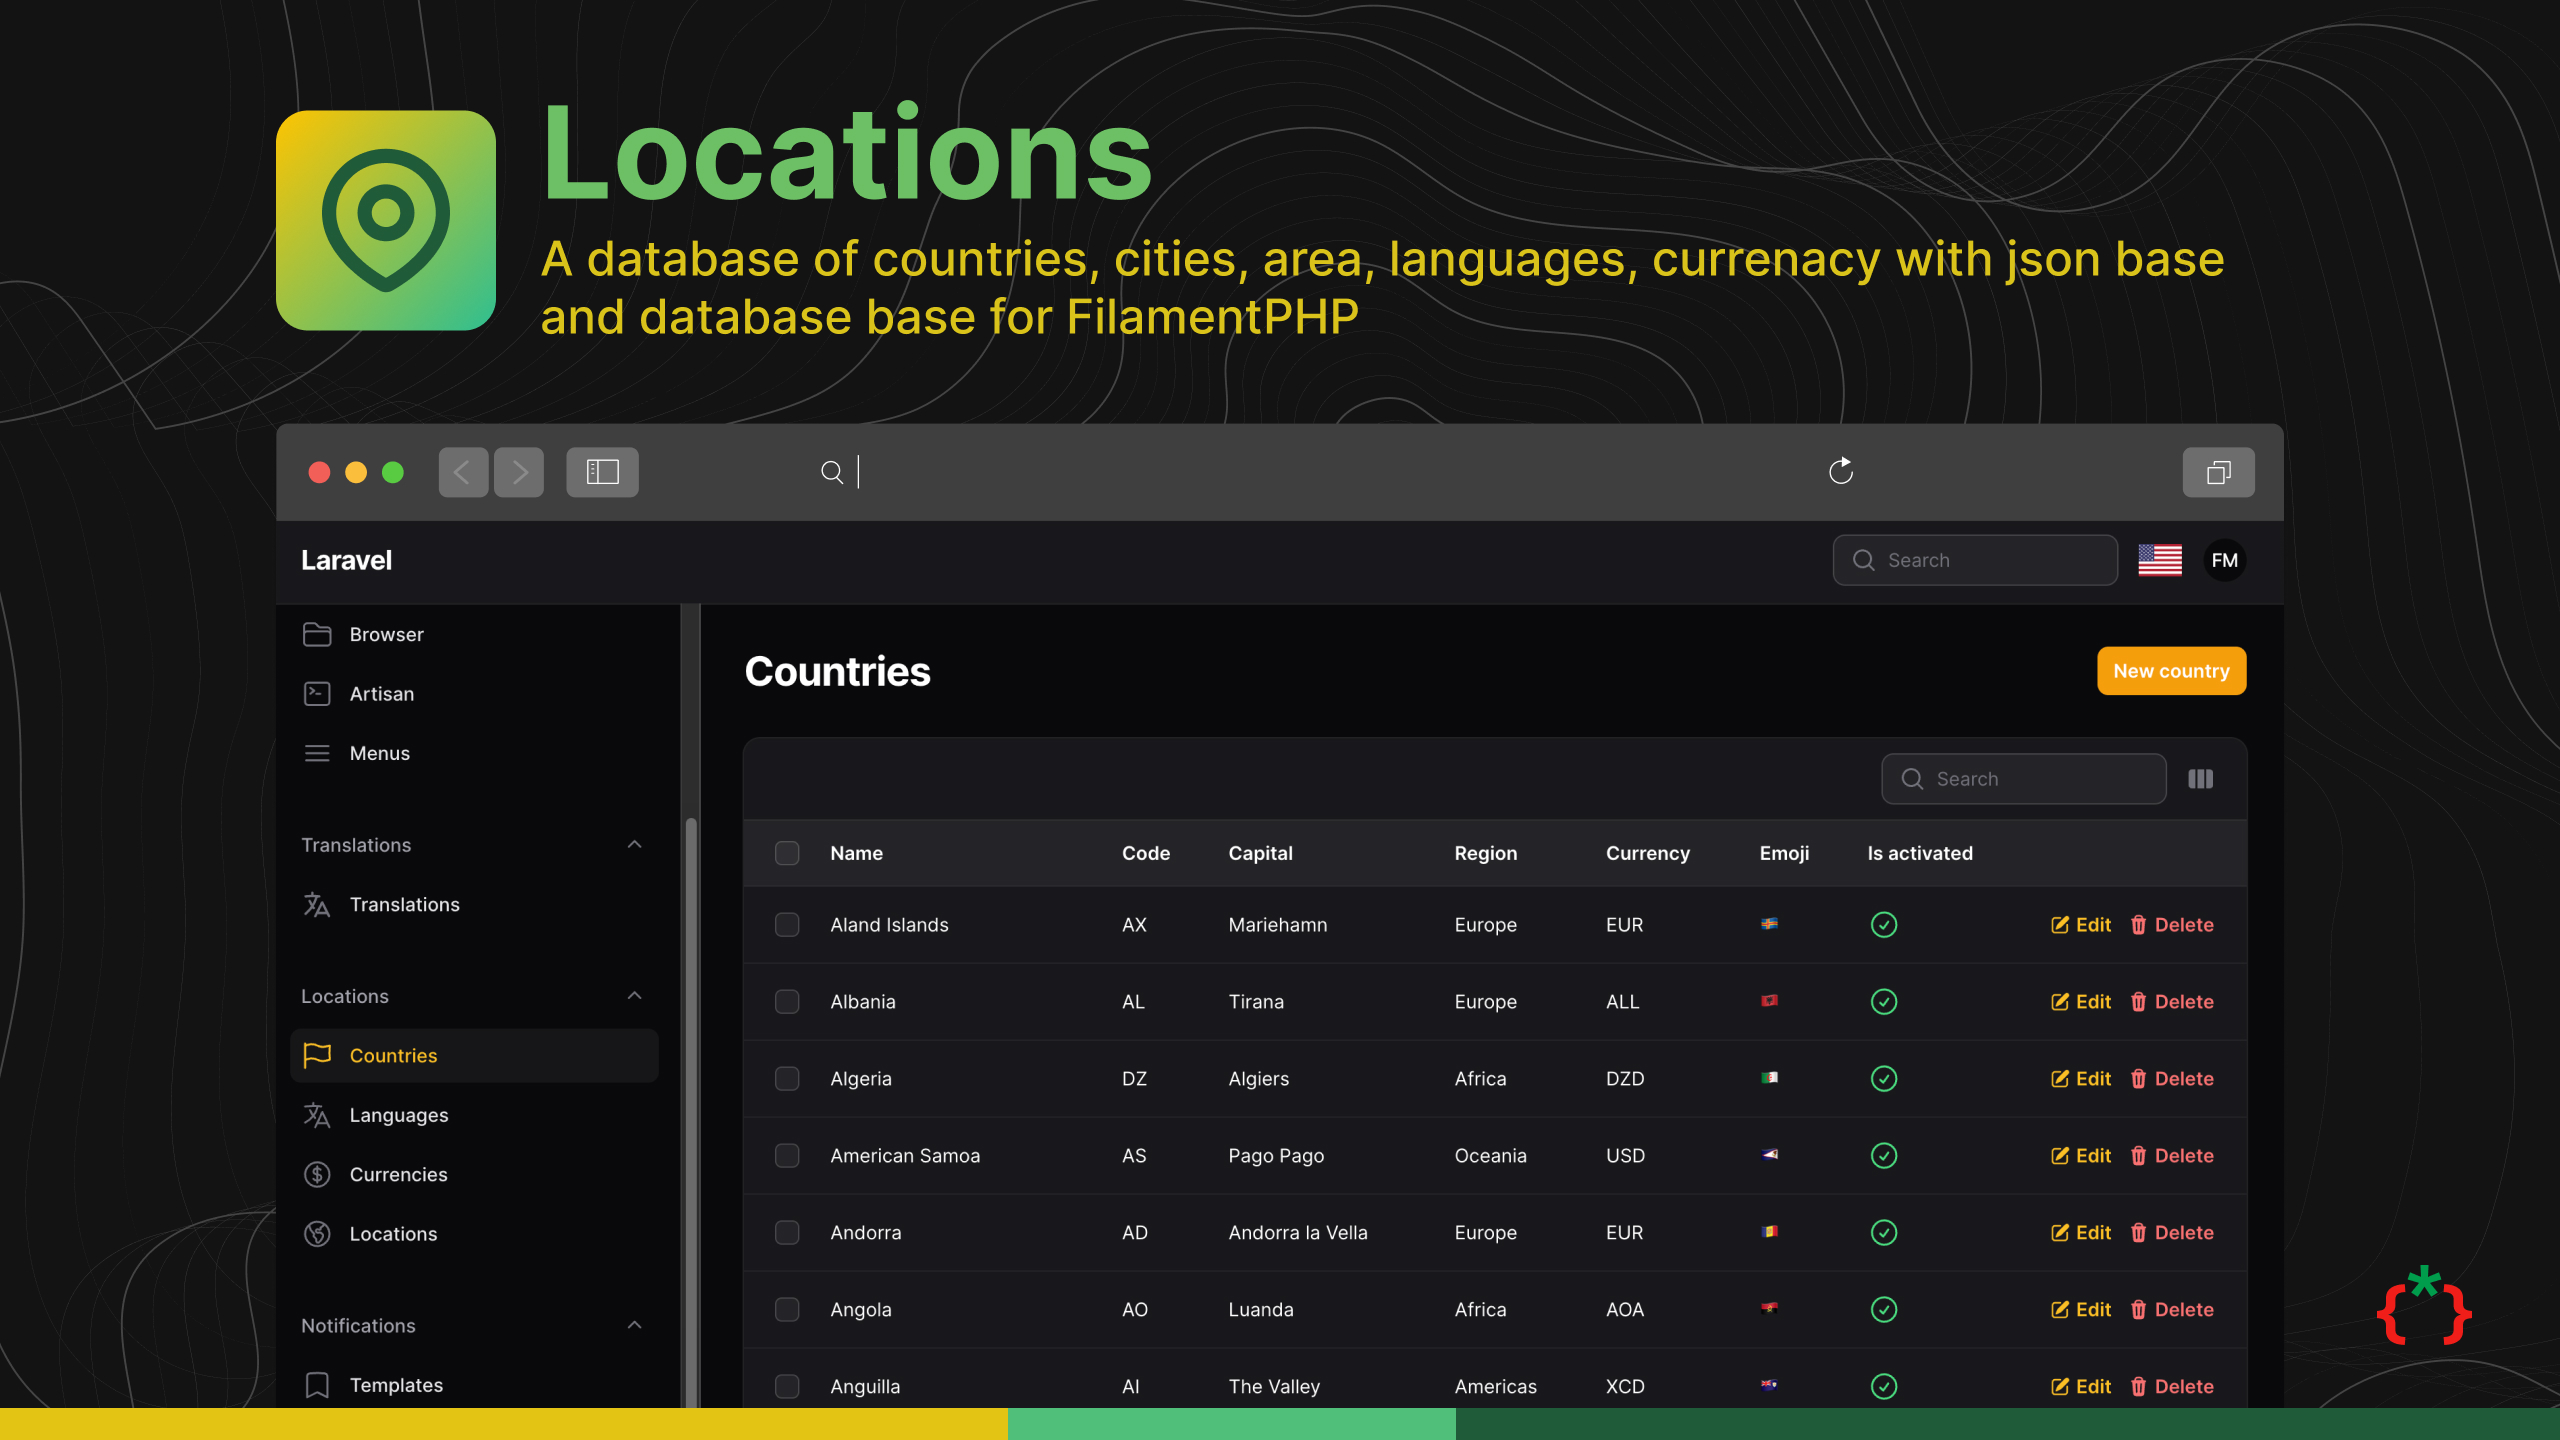 Locations
A database of countries, cities, area, languages, currenacy with json base
and database base for FilamentPHP
Laravel
Search
FM
Browser
Artisan
Menus
Translations
Translations
Locations
Countries
Languages
Currencies
Locations
Notifications
Templates
Countries
New country
Search
Name Code Capital Region Currency Emoji Is activated
Aland Islands AX Mariehamn Europe EUR Edit Delete
Albania AL Tirana Europe ALL Edit Delete
Algeria DZ Algiers Africa DZD Edit Delete
American Samoa AS Pago Pago Oceania USD Edit Delete
Andorra AD Andorra la Vella Europe EUR Edit Delete
Angola AO Luanda Africa AOA Edit Delete
Anguilla AI The Valley Americas XCD Edit Delete
{*}